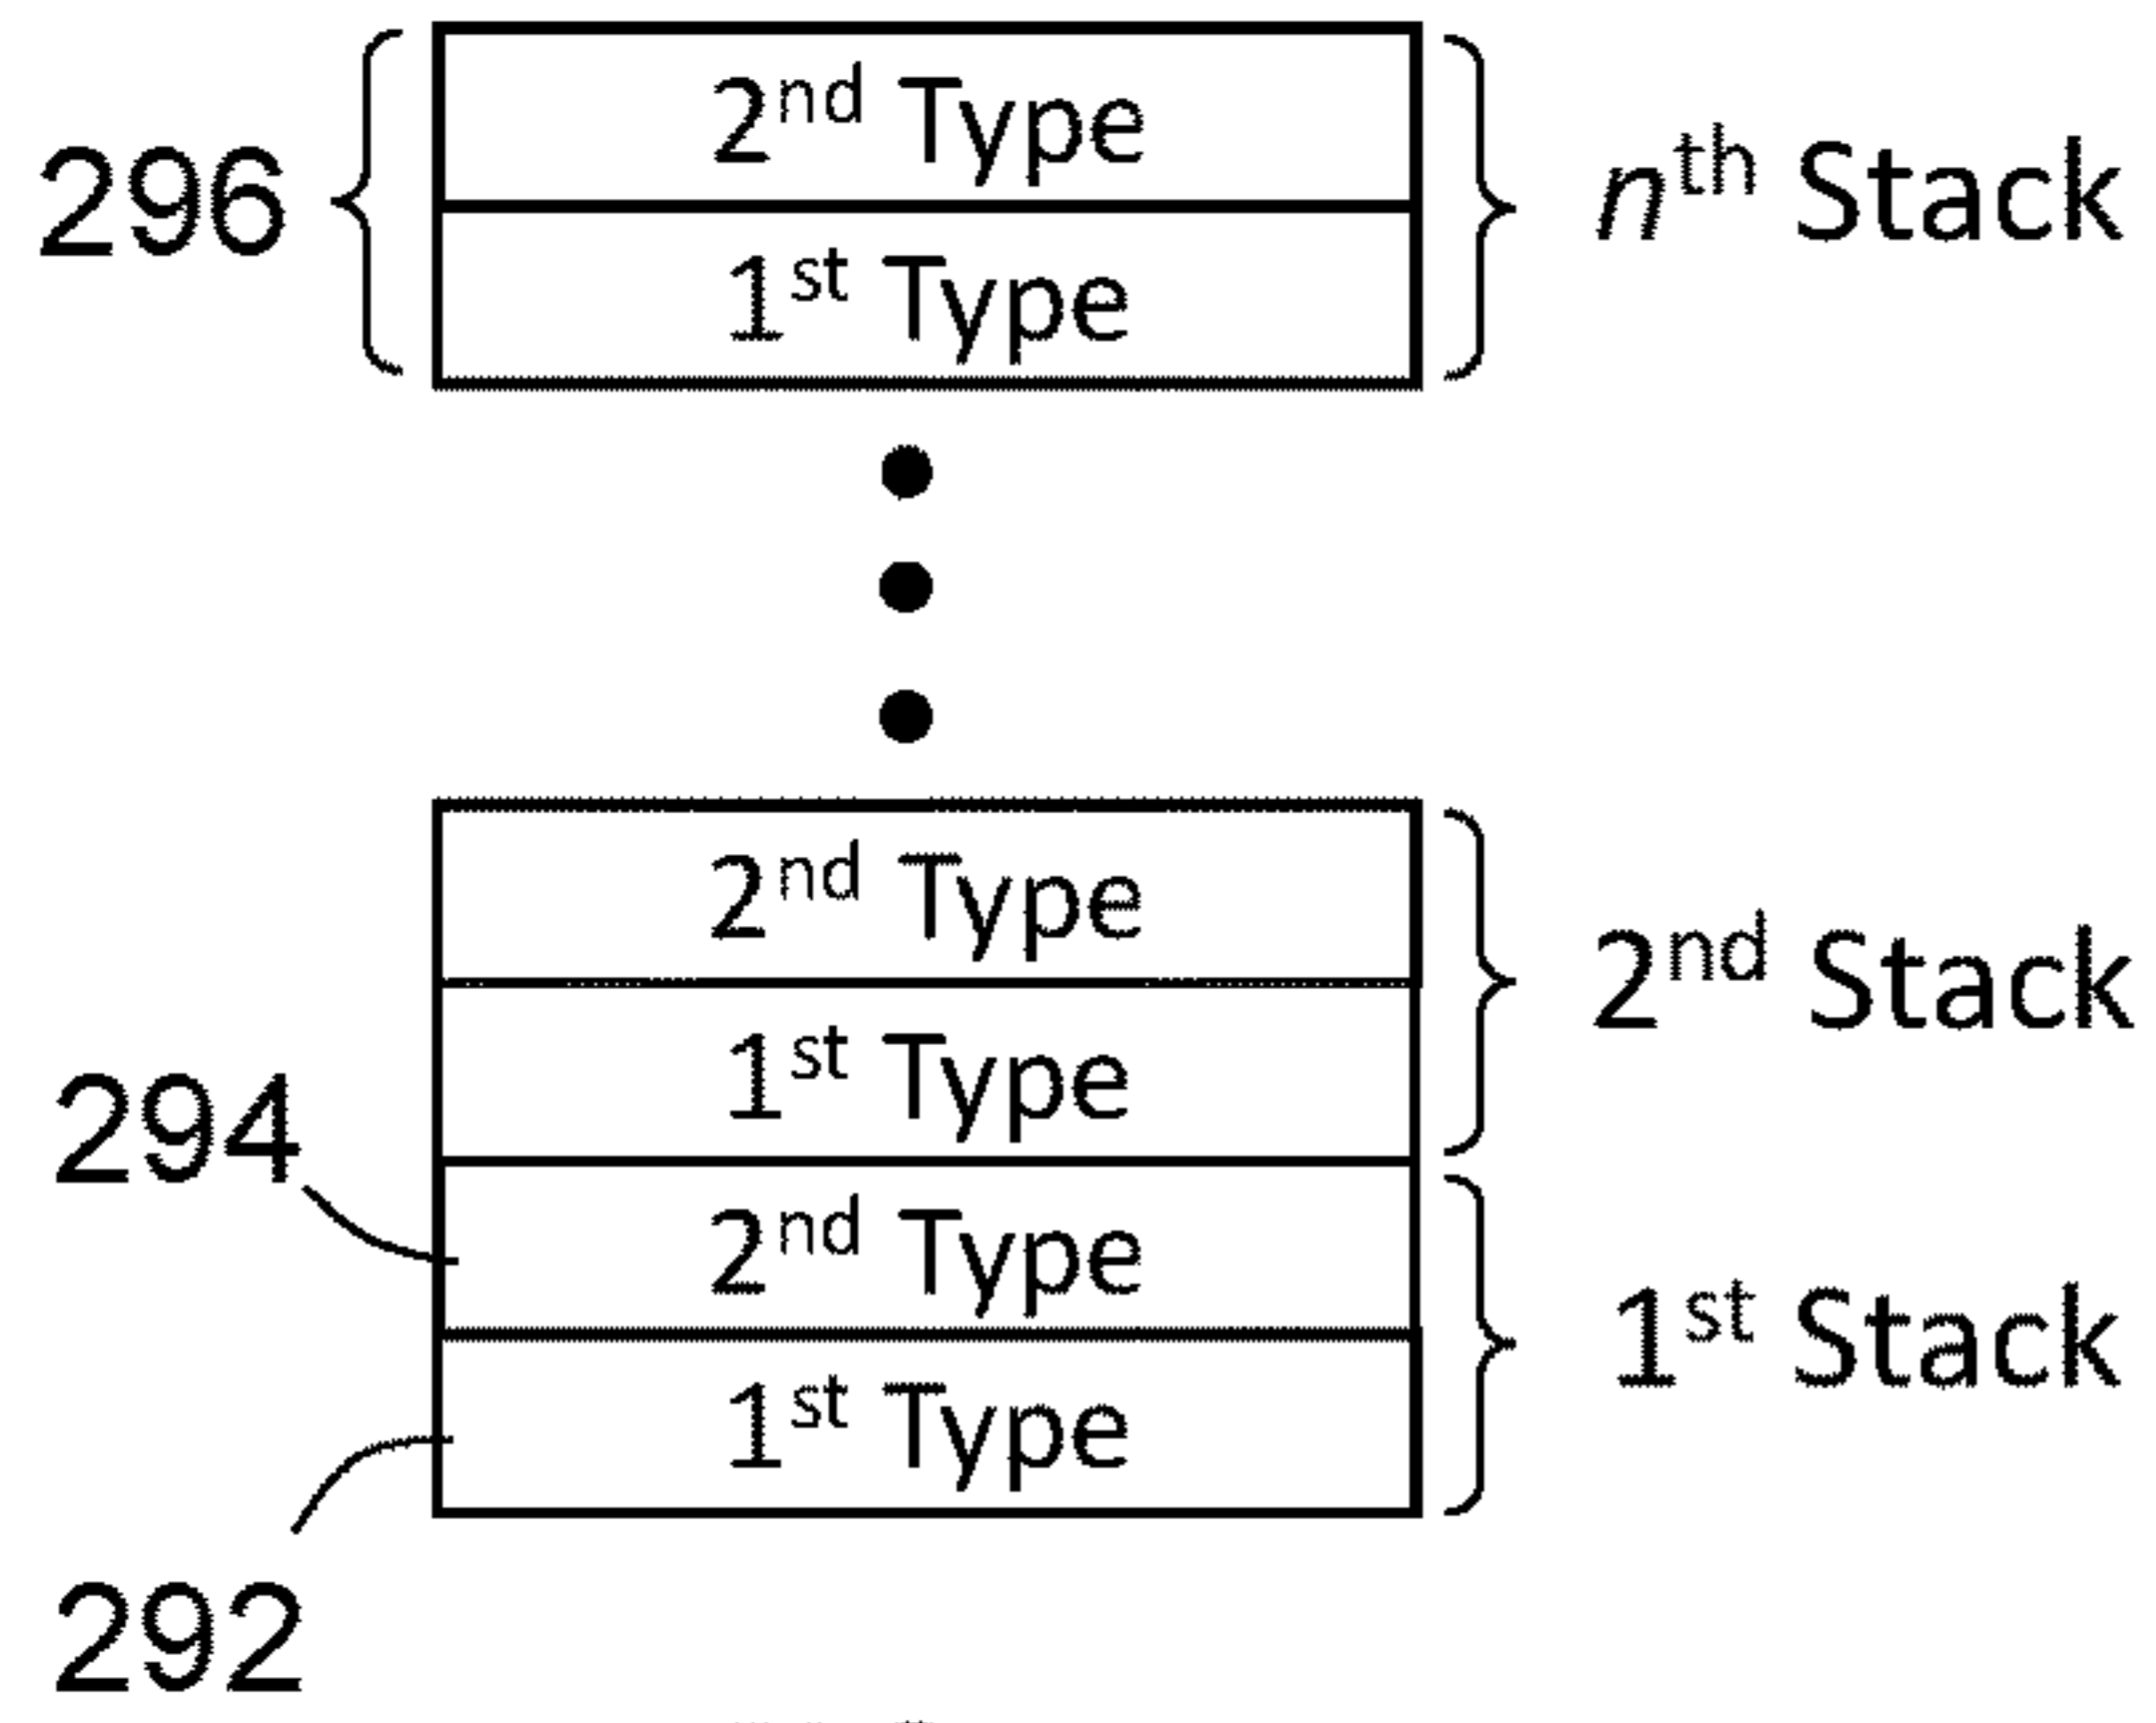 2nd Type
296
nth Stack
1st Type
2nd Type
2nd Stack
1st Type
294
2nd Type
1st Stack
1st Type
292